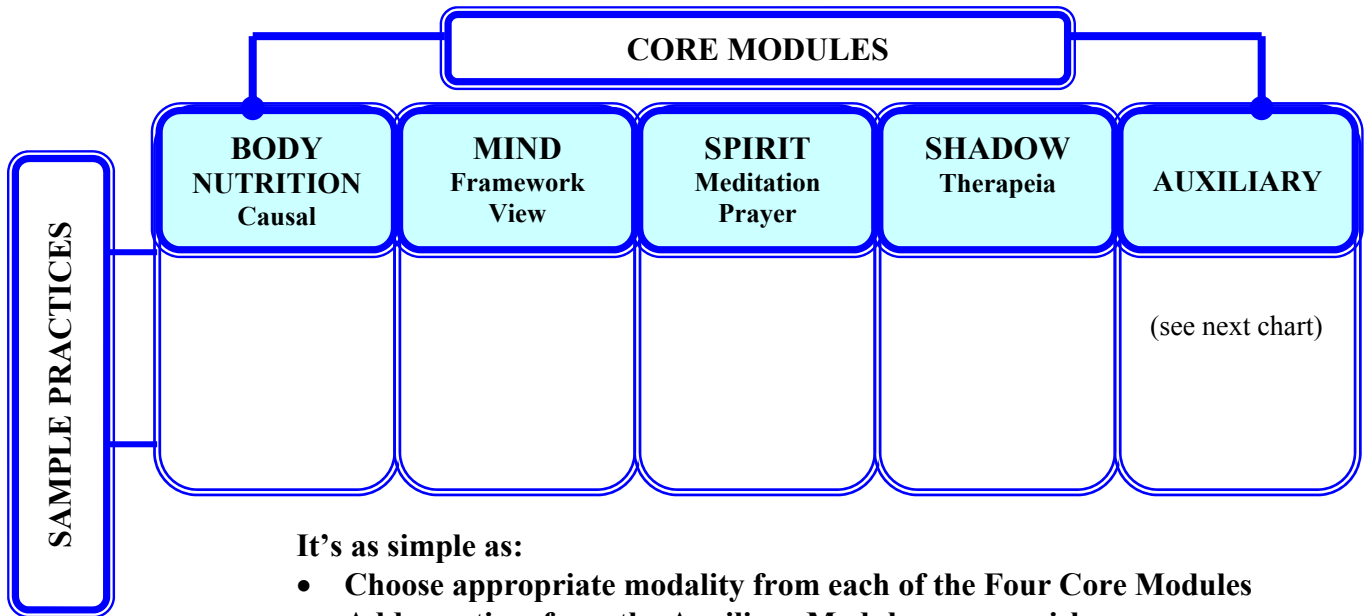 CORE MODULES
BODY
NUTRITION
Causal
MIND
Framework
View
SPIRIT
Meditation
Prayer
SHADOW
Therapeia
AUXILIARY
SAMPLE PRACTICES
(see next chart)
It’s as simple as:
• Choose appropriate modality from each of the Four Core Modules